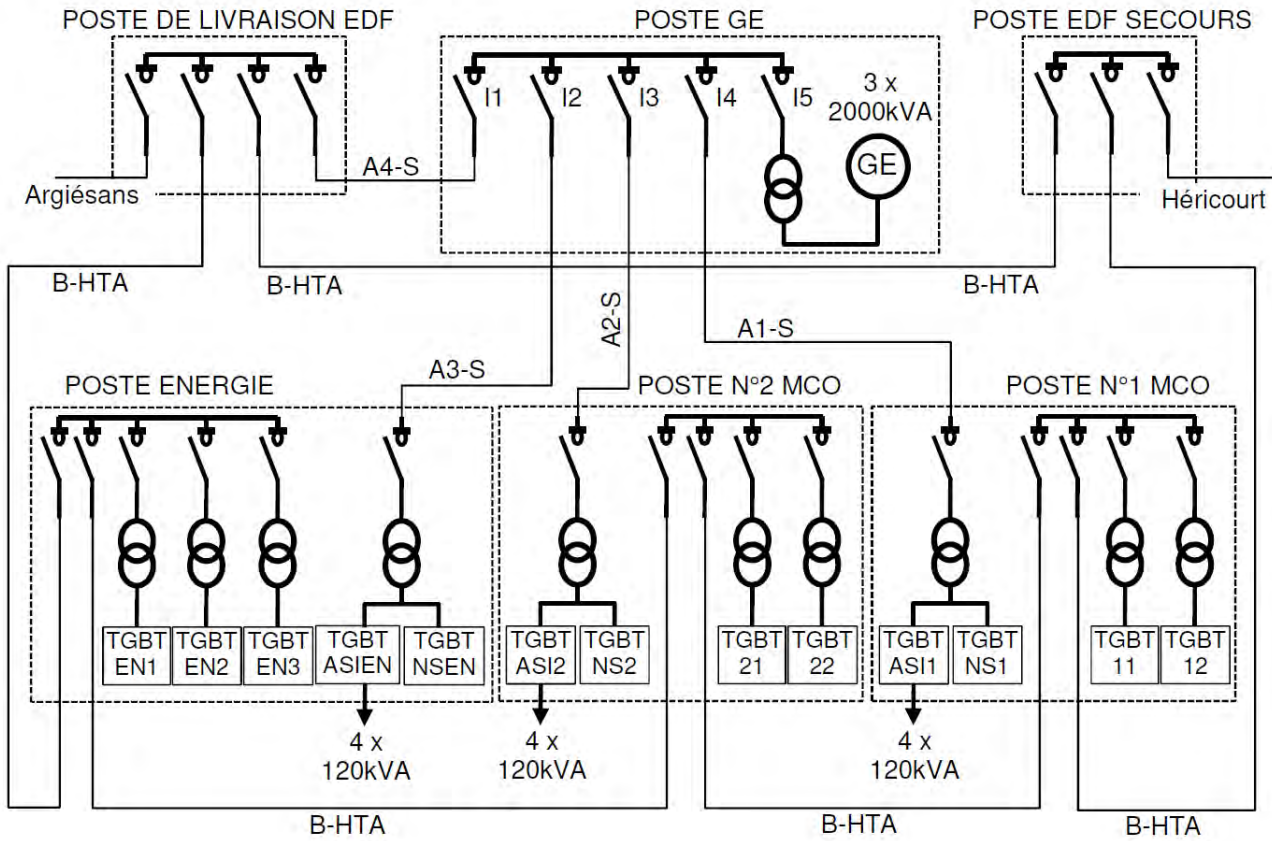 POSTE DE LIVRAISON EDF
POSTE GE
POSTE EDF SECOURS
I1
I2
I3
I4
I5
3 x
2000kVA
GE
A4-S
Argiésans
Héricourt
B-HTA
B-HTA
B-HTA
A2-S
A1-S
A3-S
POSTE ENERGIE
POSTE N°2 MCO
POSTE N°1 MCO
TGBT
EN1
TGBT
EN2
TGBT
EN3
TGBT
ASIEN
TGBT
NSEN
TGBT
ASI2
TGBT
NS2
TGBT
21
TGBT
22
TGBT
ASI1
TGBT
NS1
TGBT
11
TGBT
12
4 x
120kVA
4 x
120kVA
4 x
120kVA
B-HTA
B-HTA
B-HTA